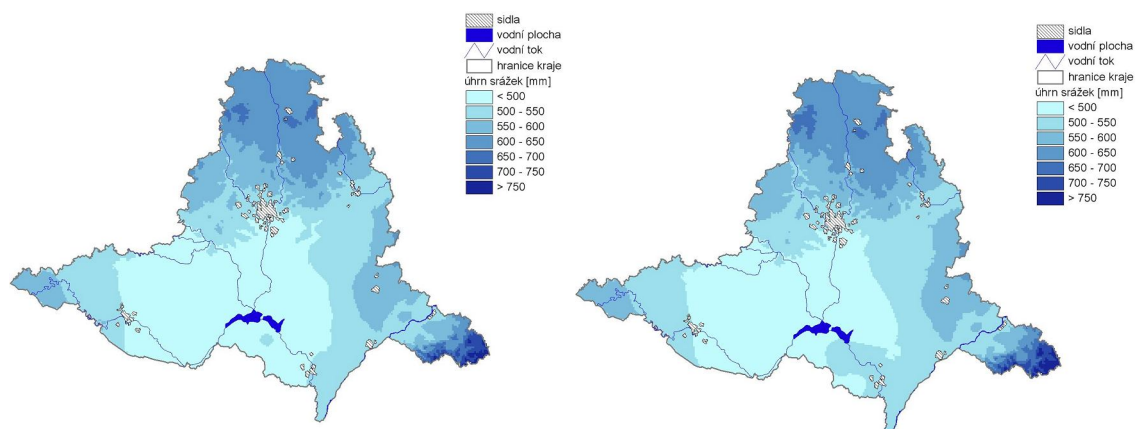 sidla
vodní plocha
vodní tok
hranice kraje
úhrn srážek [mm]
< 500
500 - 550
550 - 600
600 - 650
650 - 700
700 - 750
> 750
sidla
vodní plocha
vodní tok
hranice kraje
úhrn srážek [mm]
< 500
500 - 550
550 - 600
600 - 650
650 - 700
700 - 750
> 750